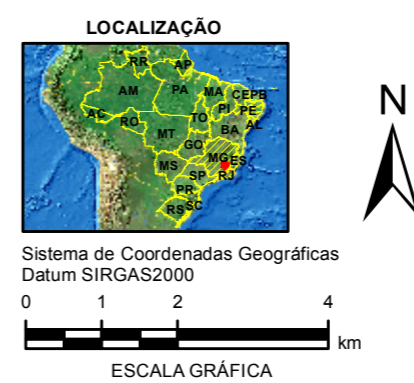 LOCALIZAÇÃO
RR AP
AM PA MA CE PB
PI PE
AC RO TO AL
MT BA
GO
MG ES
MS SP RJ
PR
SC
RS
N
Sistema de Coordenadas Geográficas
Datum SIRGAS2000
0 1 2 4
km
ESCALA GRÁFICA